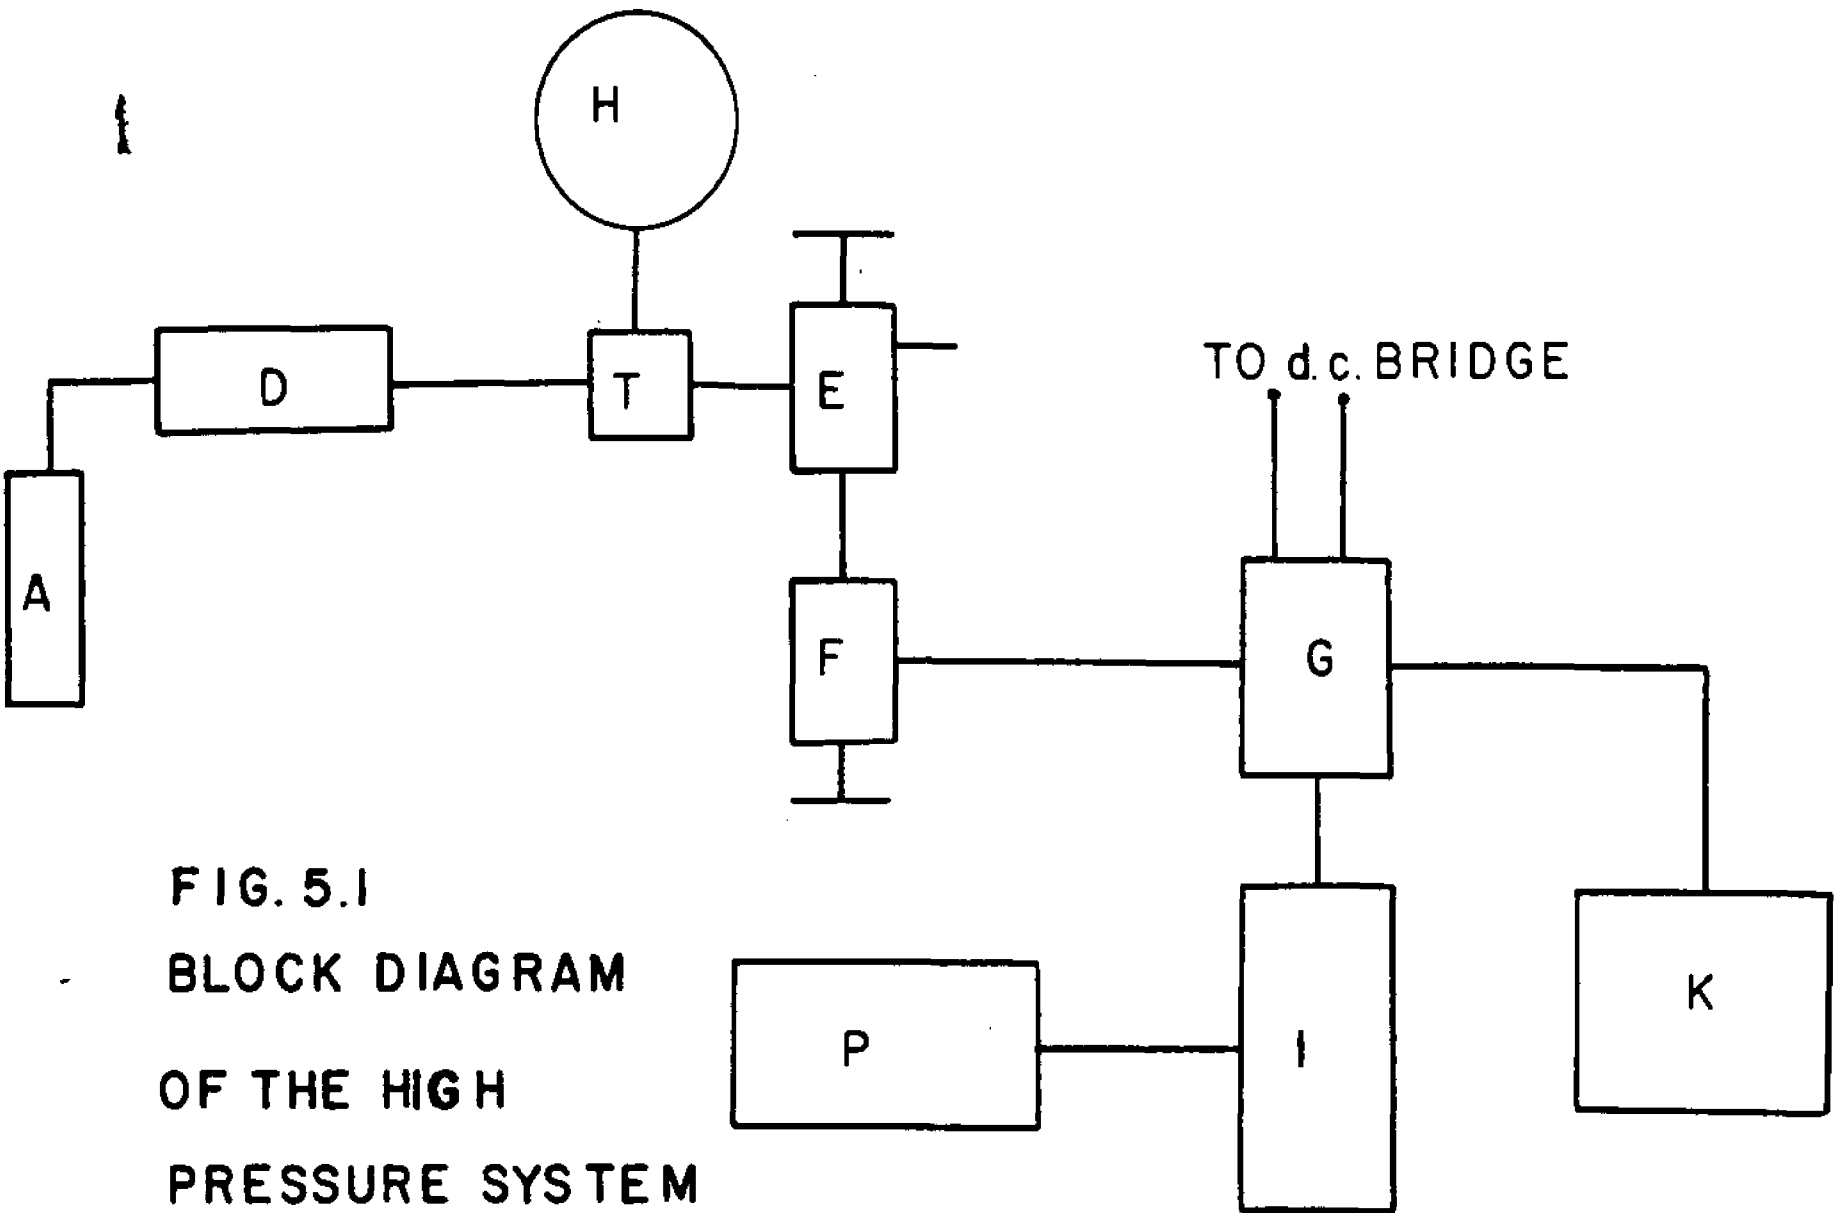 H
D
T
E
TO d.c. BRIDGE
A
F
G
P
I
K
FIG. 5.1
BLOCK DIAGRAM
OF THE HIGH
PRESSURE SYSTEM